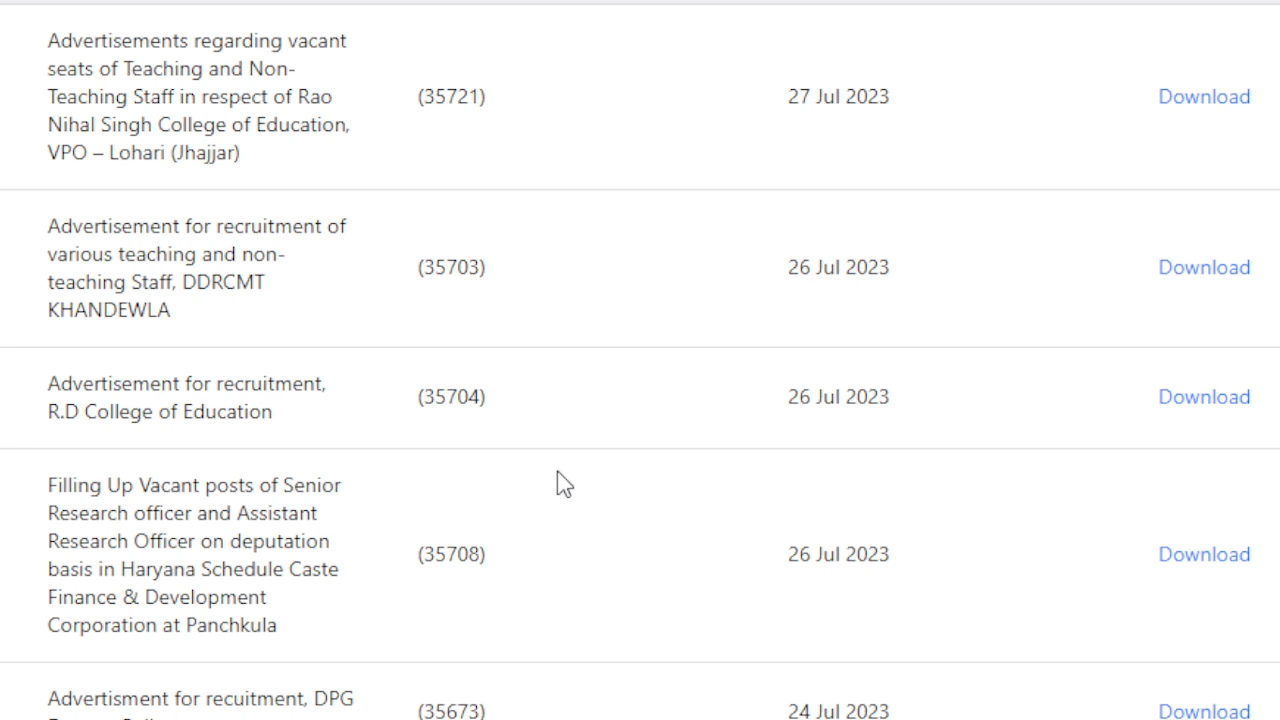 Advertisements regarding vacant
seats of Teaching and Non-
Teaching Staff in respect of Rao
Nihal Singh College of Education,
VPO – Lohari (Jhajjar)
(35721)
27 Jul 2023
Download
Advertisement for recruitment of
various teaching and non-
teaching Staff, DDRCMT
KHANDEWLA
(35703)
26 Jul 2023
Download
Advertisement for recruitment,
R.D College of Education
(35704)
26 Jul 2023
Download
Filling Up Vacant posts of Senior
Research officer and Assistant
Research Officer on deputation
basis in Haryana Schedule Caste
Finance & Development
Corporation at Panchkula
(35708)
26 Jul 2023
Download
Advertisment for recuitment, DPG
(35673)
24 Jul 2023
Download